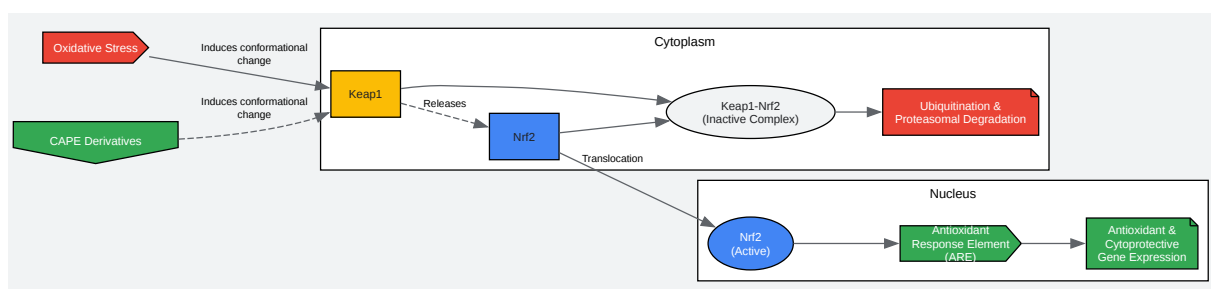 Oxidative Stress
Induces conformational
change
Induces conformational
change
CAPE Derivatives
Cytoplasm
Keap1
Releases
Nrf2
Keap1-Nrf2
(Inactive Complex)
Ubiquitination &
Proteasomal Degradation
Translocation
Nucleus
Nrf2
(Active)
Antioxidant
Response Element
(ARE)
Antioxidant &
Cytoprotective
Gene Expression